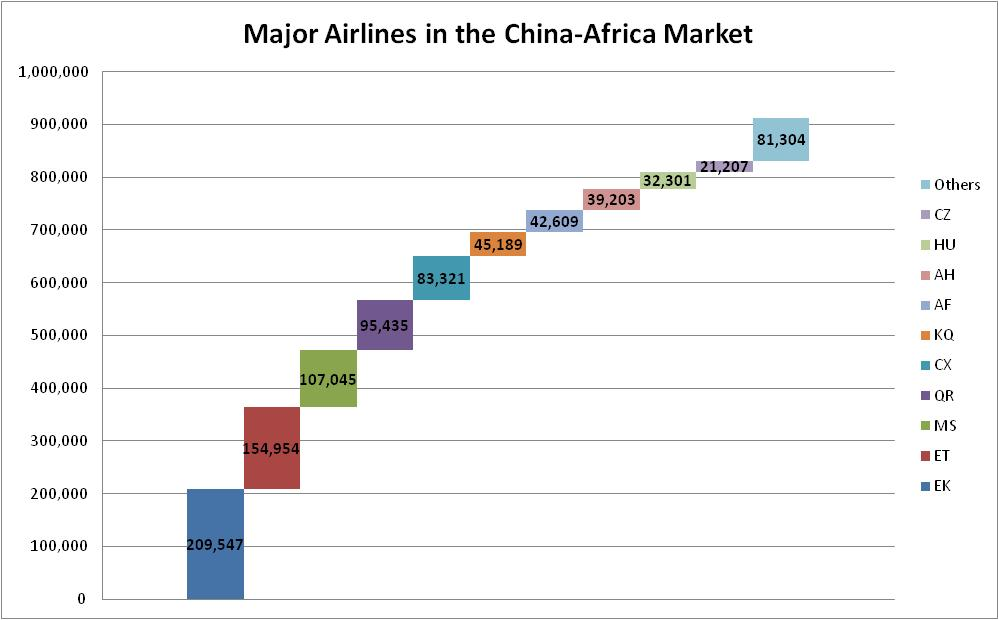 Major Airlines in the China-Africa Market
1,000,000
900,000
800,000
700,000
600,000
500,000
400,000
300,000
200,000
100,000
0
81,304
21,207
32,301
39,203
42,609
45,189
83,321
95,435
107,045
154,954
209,547
Others
CZ
HU
AH
AF
KQ
CX
QR
MS
ET
EK